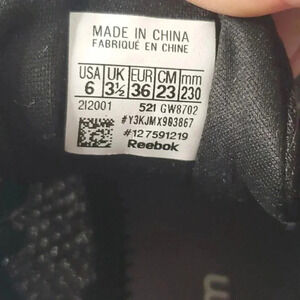 MADE IN CHINA
FABRIQUÉ EN CHINE
USA UK EUR CM mm
6 3½ 36 23 230
212001 521 GW8702
#Y3KJMX903867
#127591219
Reebok